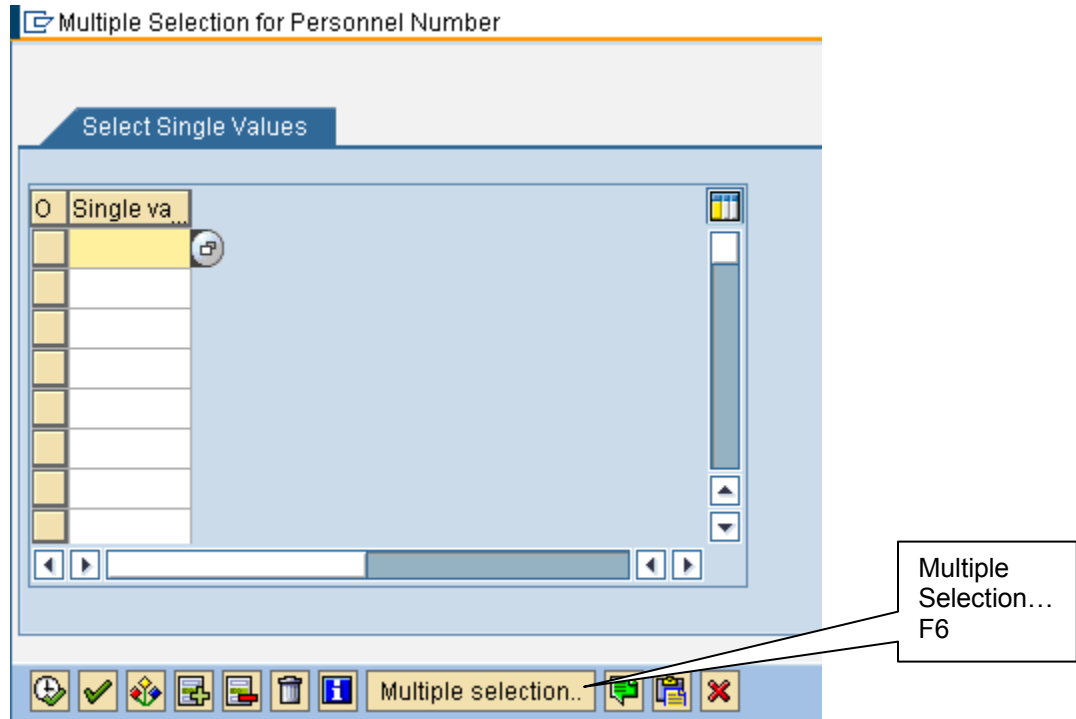 Multiple Selection for Personnel Number
Select Single Values
O Single va...
Multiple
Selection…
F6
Multiple selection..